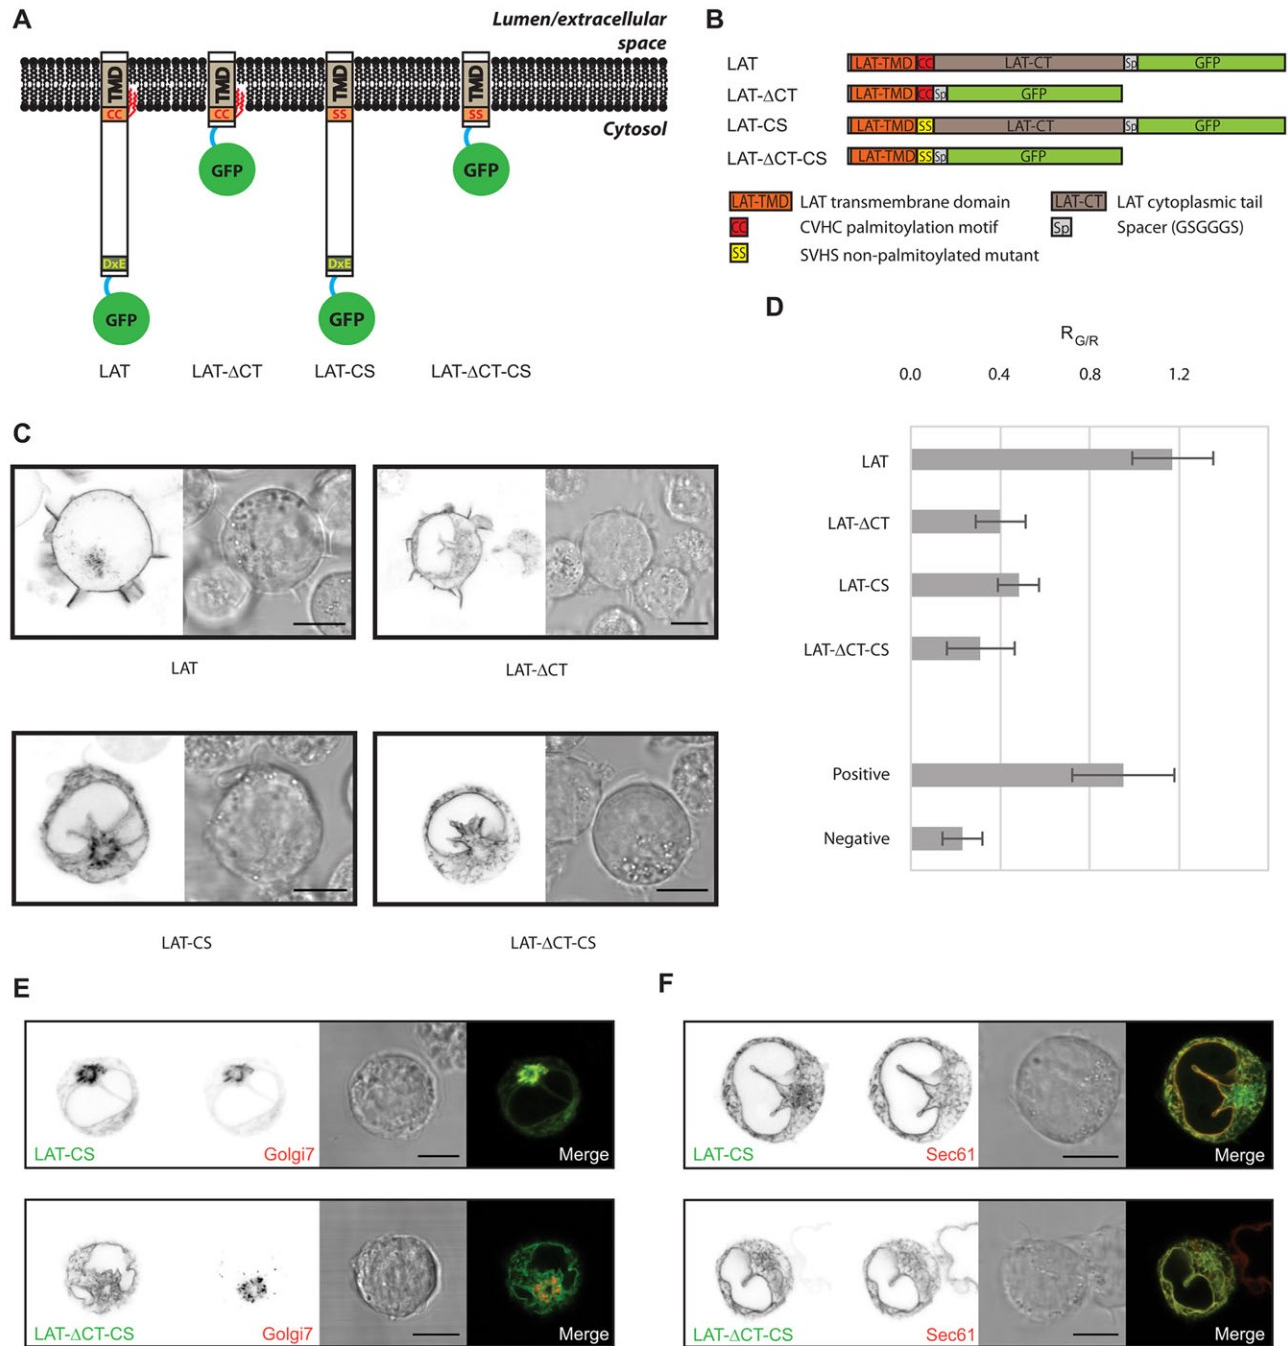 A
Lumen/extracellular
space
TMD
TMD
TMD
TMD
CC
CC
SS
SS
Cytosol
GFP
GFP
DxE
DxE
GFP
GFP
LAT
LAT-ΔCT
LAT-CS
LAT-ΔCT-CS
B
LAT
LAT-TMD CC LAT-CT Sp GFP
LAT-ΔCT
LAT-TMD CC Sp GFP
LAT-CS
LAT-TMD SS LAT-CT Sp GFP
LAT-ΔCT-CS
LAT-TMD SS Sp GFP
LAT-TMD LAT transmembrane domain
LAT-CT LAT cytoplasmic tail
CC CVHC palmitoylation motif
Sp Spacer (GSGGGS)
SS SVHS non-palmitoylated mutant
C
LAT
LAT-ΔCT
LAT-CS
LAT-ΔCT-CS
D
RG/R
0.0 0.4 0.8 1.2
LAT
LAT-ΔCT
LAT-CS
LAT-ΔCT-CS
Positive
Negative
E
LAT-CS
Golgi7
Merge
LAT-ΔCT-CS
Golgi7
Merge
F
LAT-CS
Sec61
Merge
LAT-ΔCT-CS
Sec61
Merge